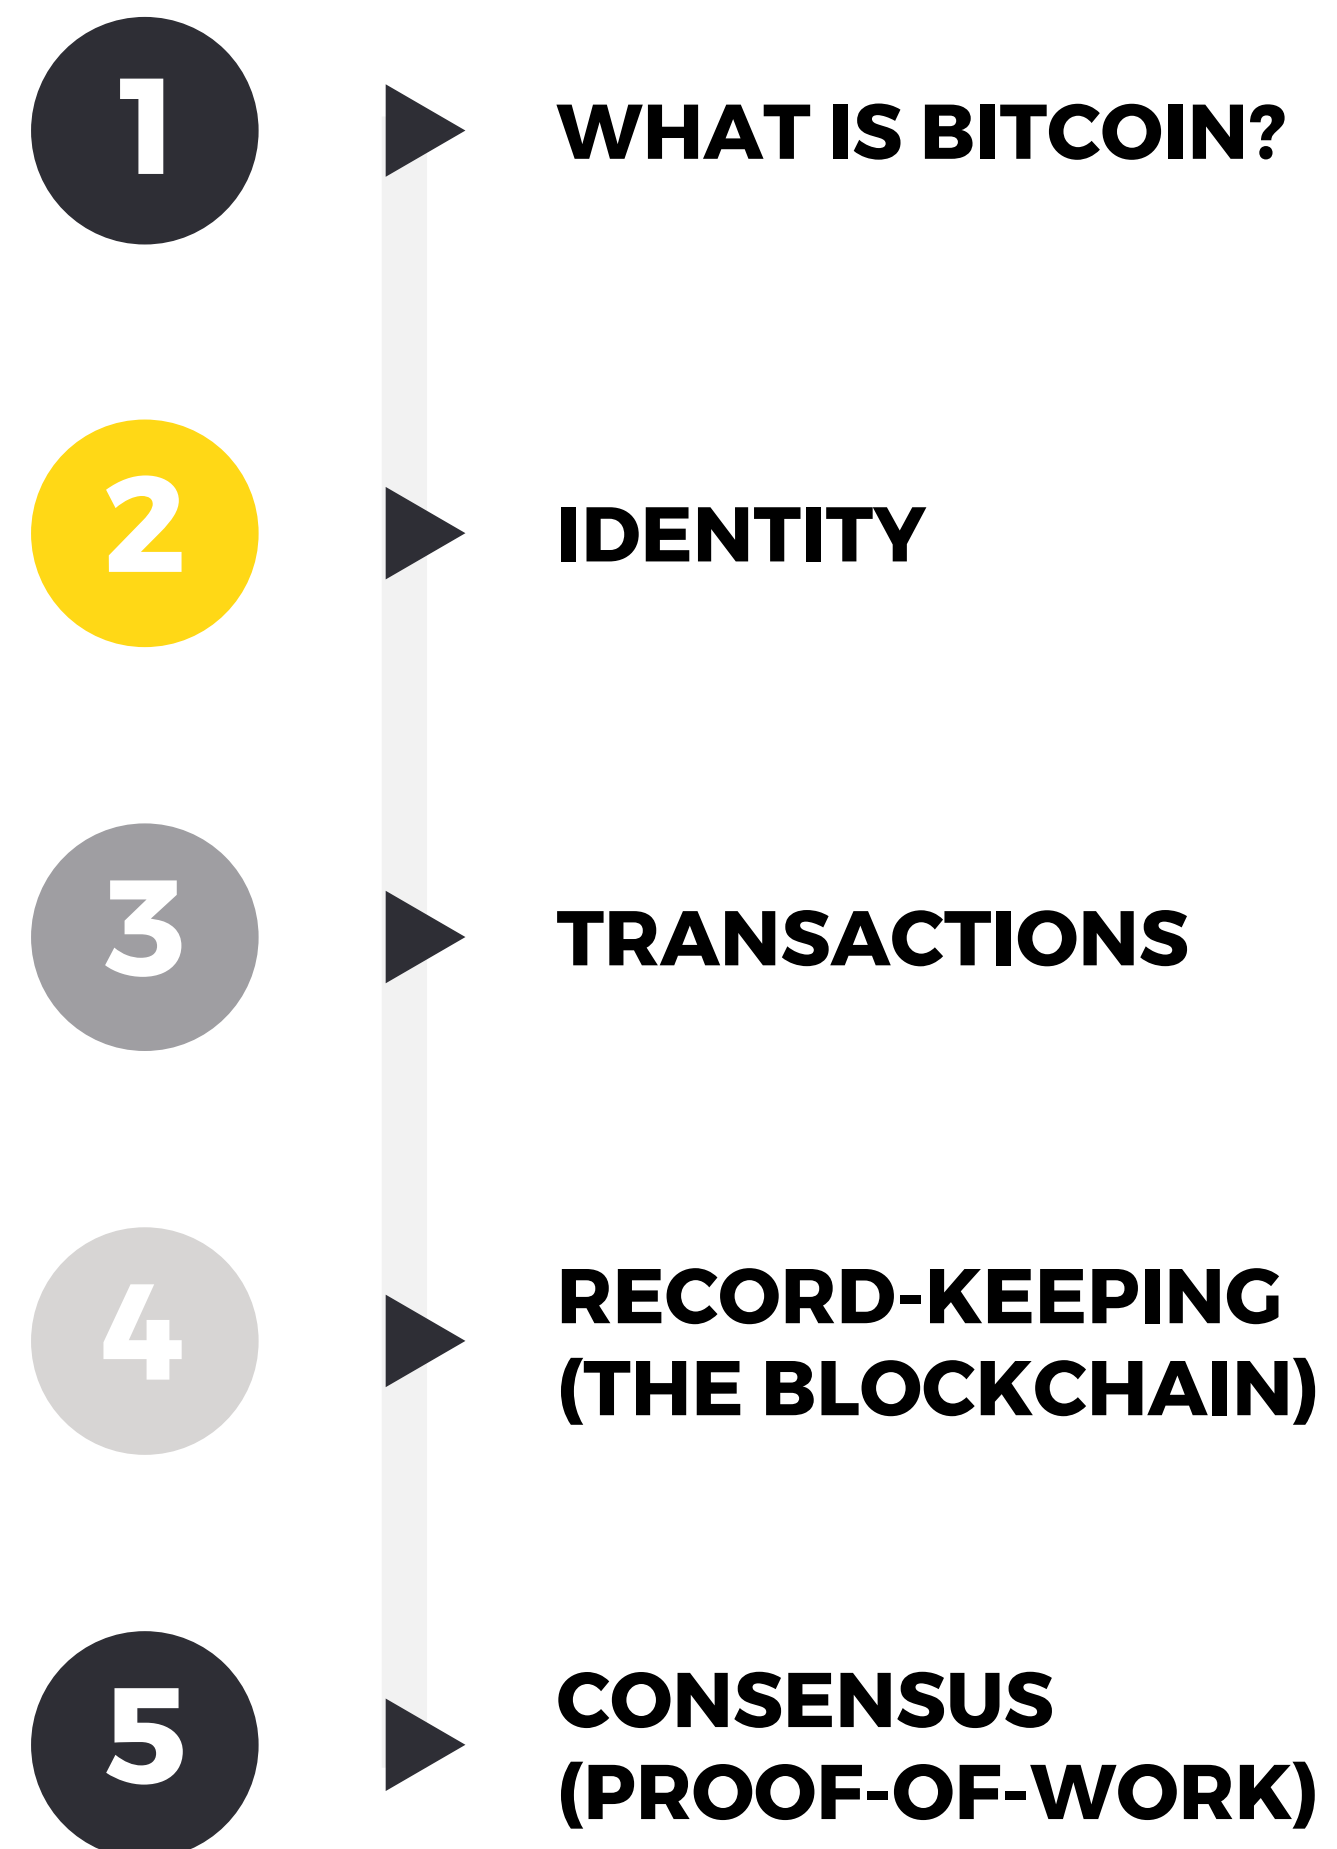 1
WHAT IS BITCOIN?
2
IDENTITY
3
TRANSACTIONS
4
RECORD-KEEPING
(THE BLOCKCHAIN)
5
CONSENSUS
(PROOF-OF-WORK)